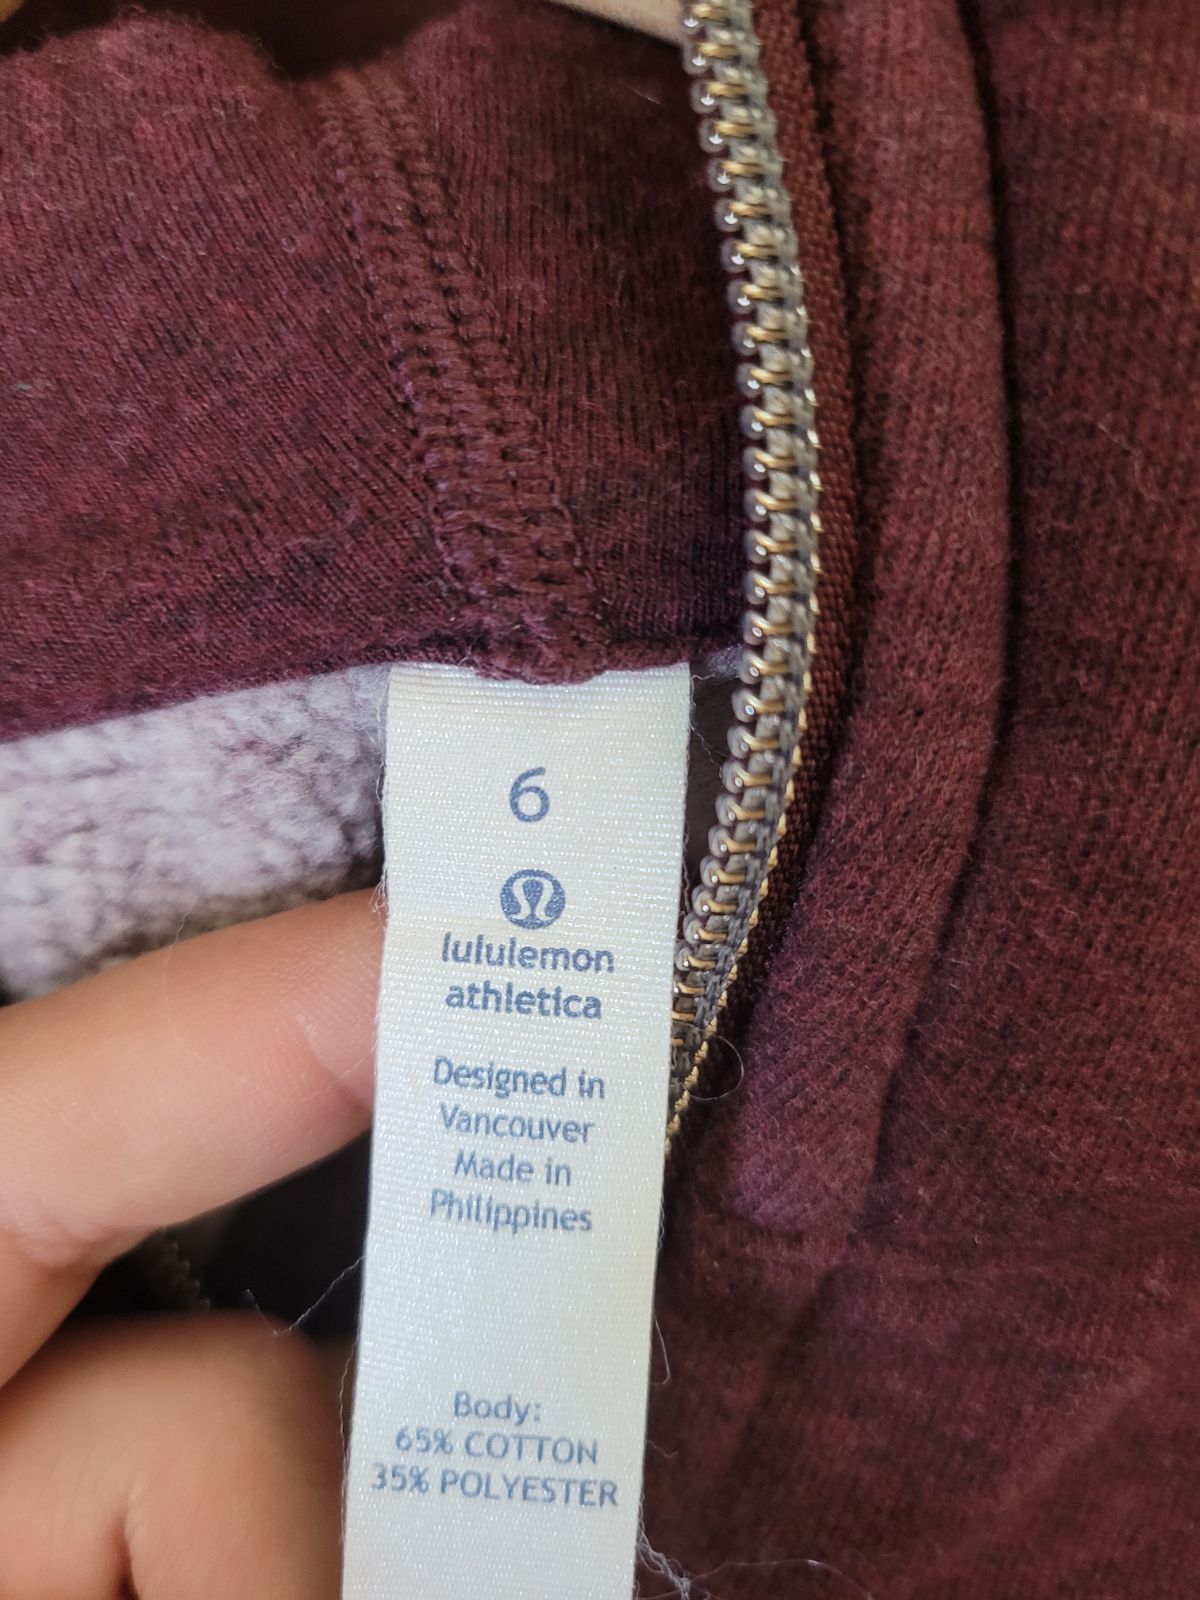 6
lululemon
athletica
Designed in
Vancouver
Made in
Philippines
Body:
65% COTTON
35% POLYESTER